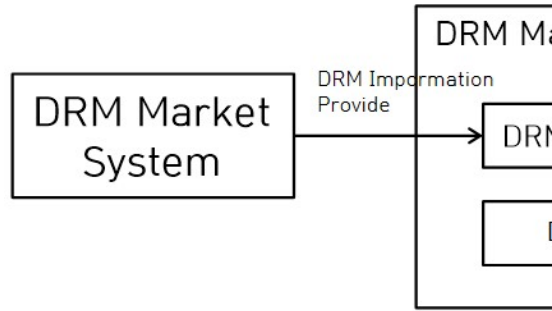 DRM Ma
DRM Market
System
DRM Impormation
Provide
DRM
D